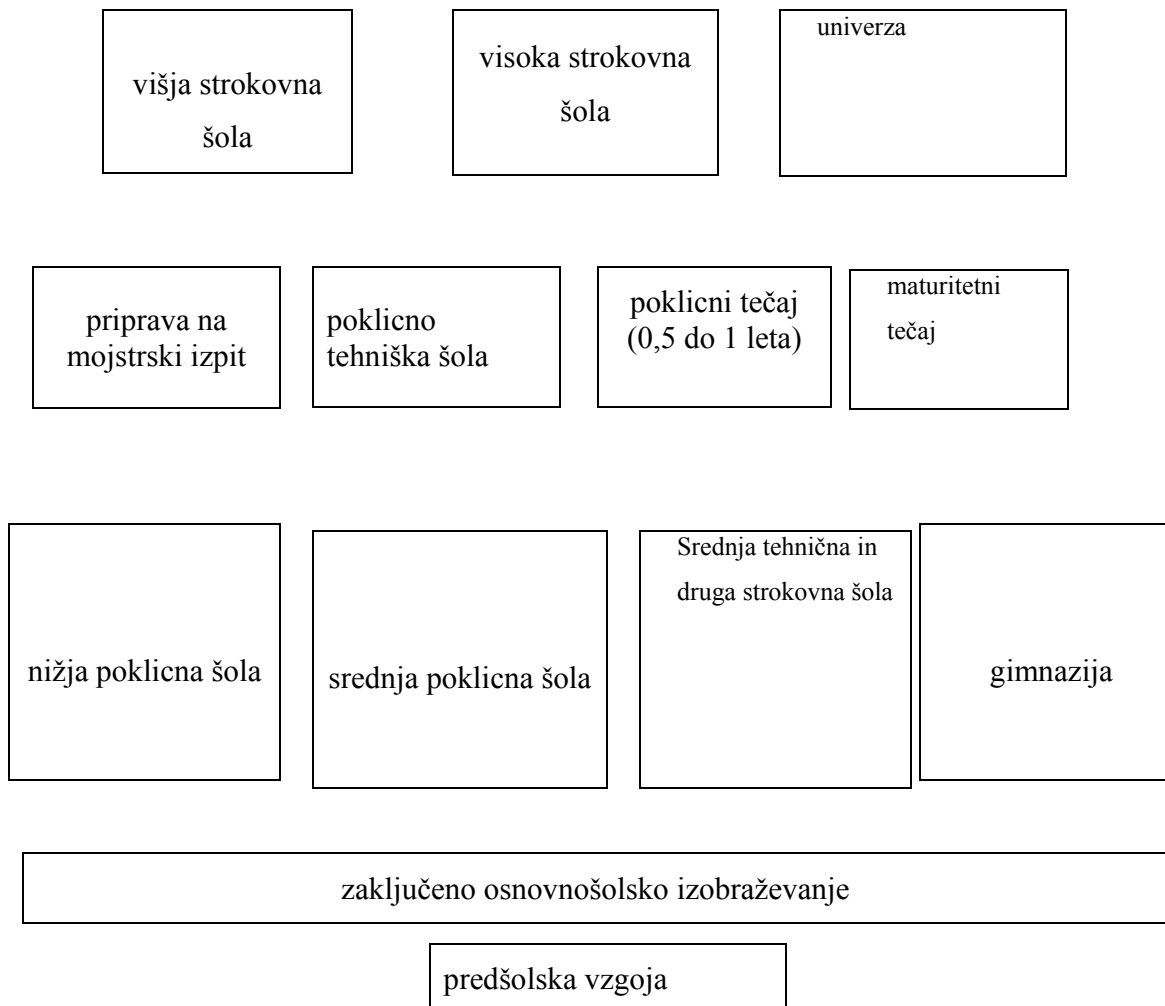 višja strokovna
šola
visoka strokovna
šola
univerza
priprava na
mojstrski izpit
poklicno
tehniška šola
poklicni tečaj
(0,5 do 1 leta)
maturitetni
tečaj
nižja poklicna šola
srednja poklicna šola
Srednja tehnična in
druga strokovna šola
gimnazija
zaključeno osnovnošolsko izobraževanje
predšolska vzgoja